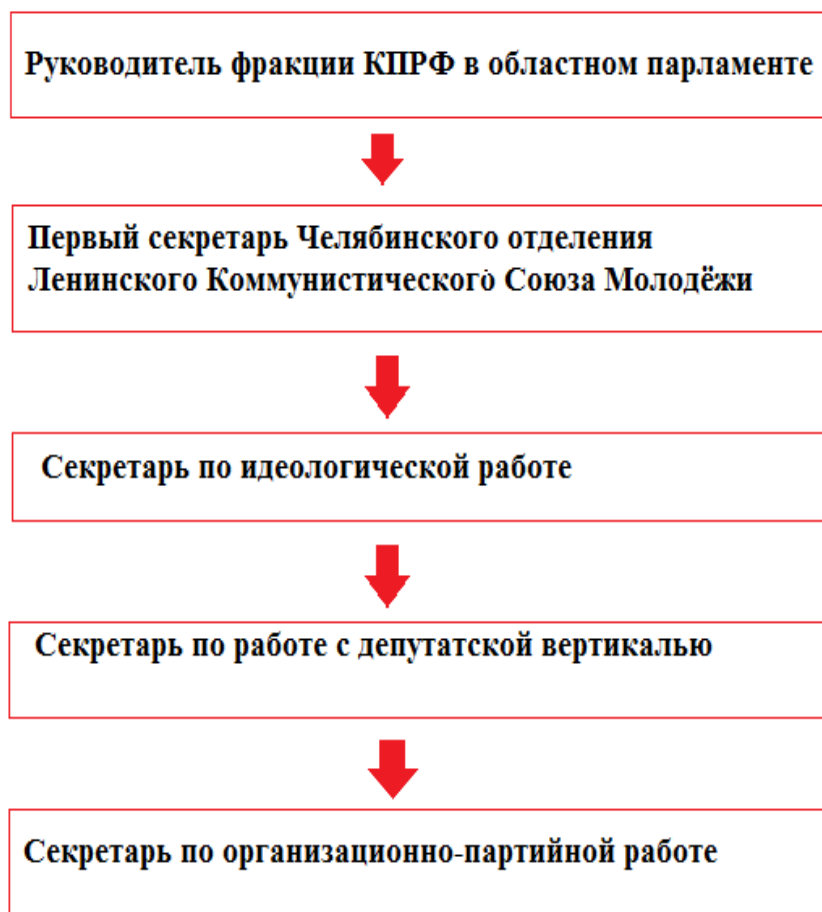 Руководитель фракции КПРФ в областном парламенте
Первый секретарь Челябинского отделения
Ленинского Коммунистического Союза Молодёжи
Секретарь по идеологической работе
Секретарь по работе с депутатской вертикалью
Секретарь по организационно-партийной работе